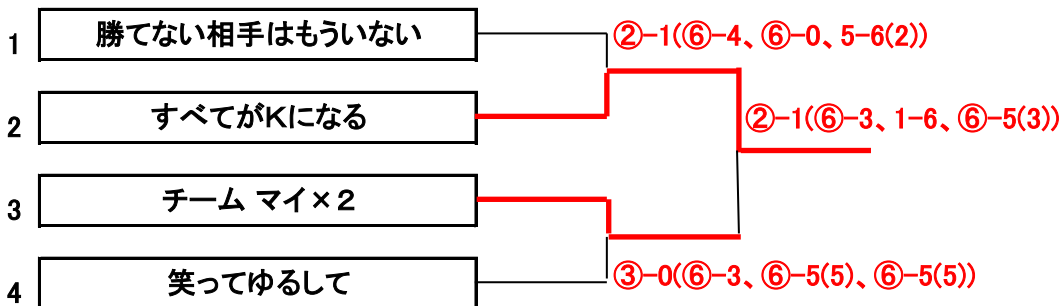 1 勝てない相手はもういない
②-1(⑥-4、⑥-0、5-6(2))
2 すべてがKになる
②-1(⑥-3、1-6、⑥-5(3))
3 チーム マイ×2
4 笑ってゆるして
③-0(⑥-3、⑥-5(5)、⑥-5(5))